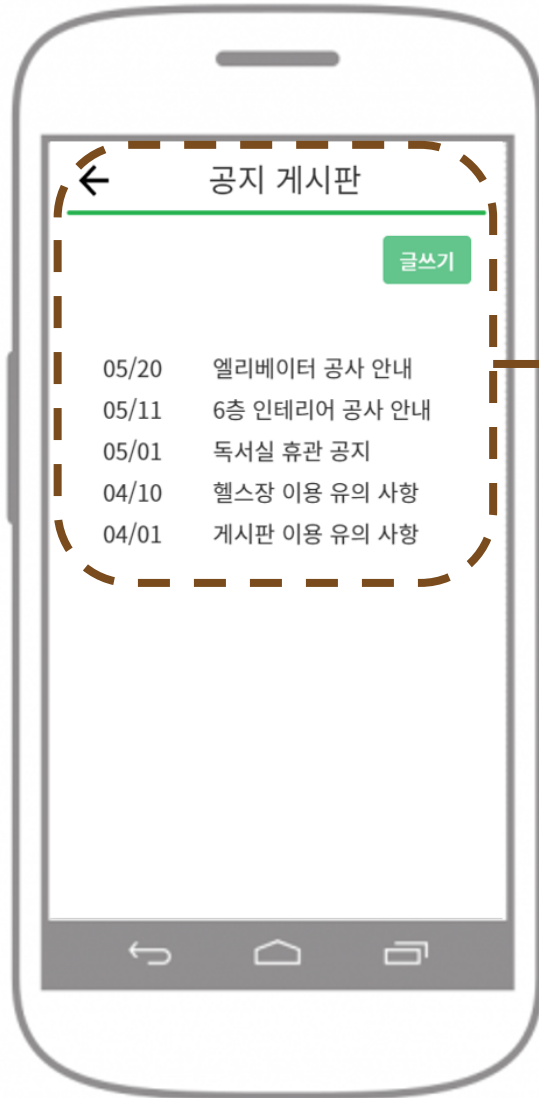 공지 게시판
글쓰기
05/20 엘리베이터 공사 안내
05/11 6층 인테리어 공사 안내
05/01 독서실 휴관 공지
04/10 헬스장 이용 유의 사항
04/01 게시판 이용 유의 사항